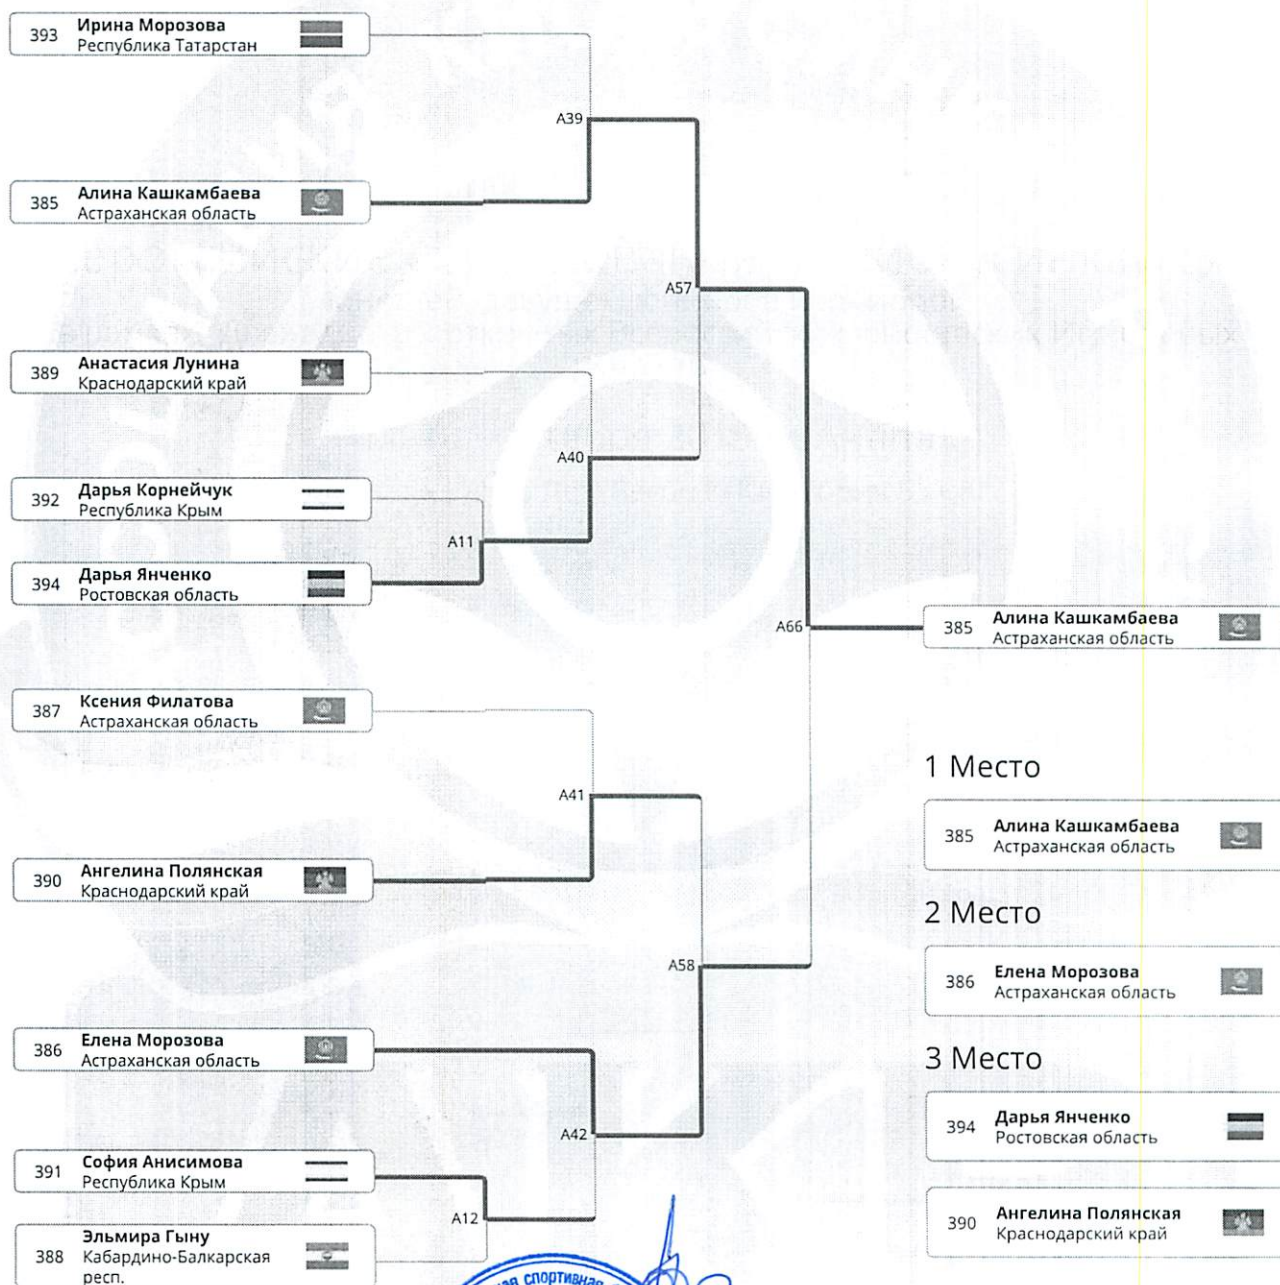 393
Ирина Морозова
Республика Татарстан
A39
385
Алина Кашкамбаева
Астраханская область
A57
389
Анастасия Лунина
Краснодарский край
A40
392
Дарья Корнейчук
Республика Крым
A11
394
Дарья Янченко
Ростовская область
A66
385
Алина Кашкамбаева
Астраханская область
387
Ксения Филатова
Астраханская область
A41
390
Ангелина Полянская
Краснодарский край
A58
386
Елена Морозова
Астраханская область
A42
391
София Анисимова
Республика Крым
A12
388
Эльмира Гыну
Кабардино-Балкарская
респ.
1 Место
385
Алина Кашкамбаева
Астраханская область
2 Место
386
Елена Морозова
Астраханская область
3 Место
394
Дарья Янченко
Ростовская область
390
Ангелина Полянская
Краснодарский край
спортивная